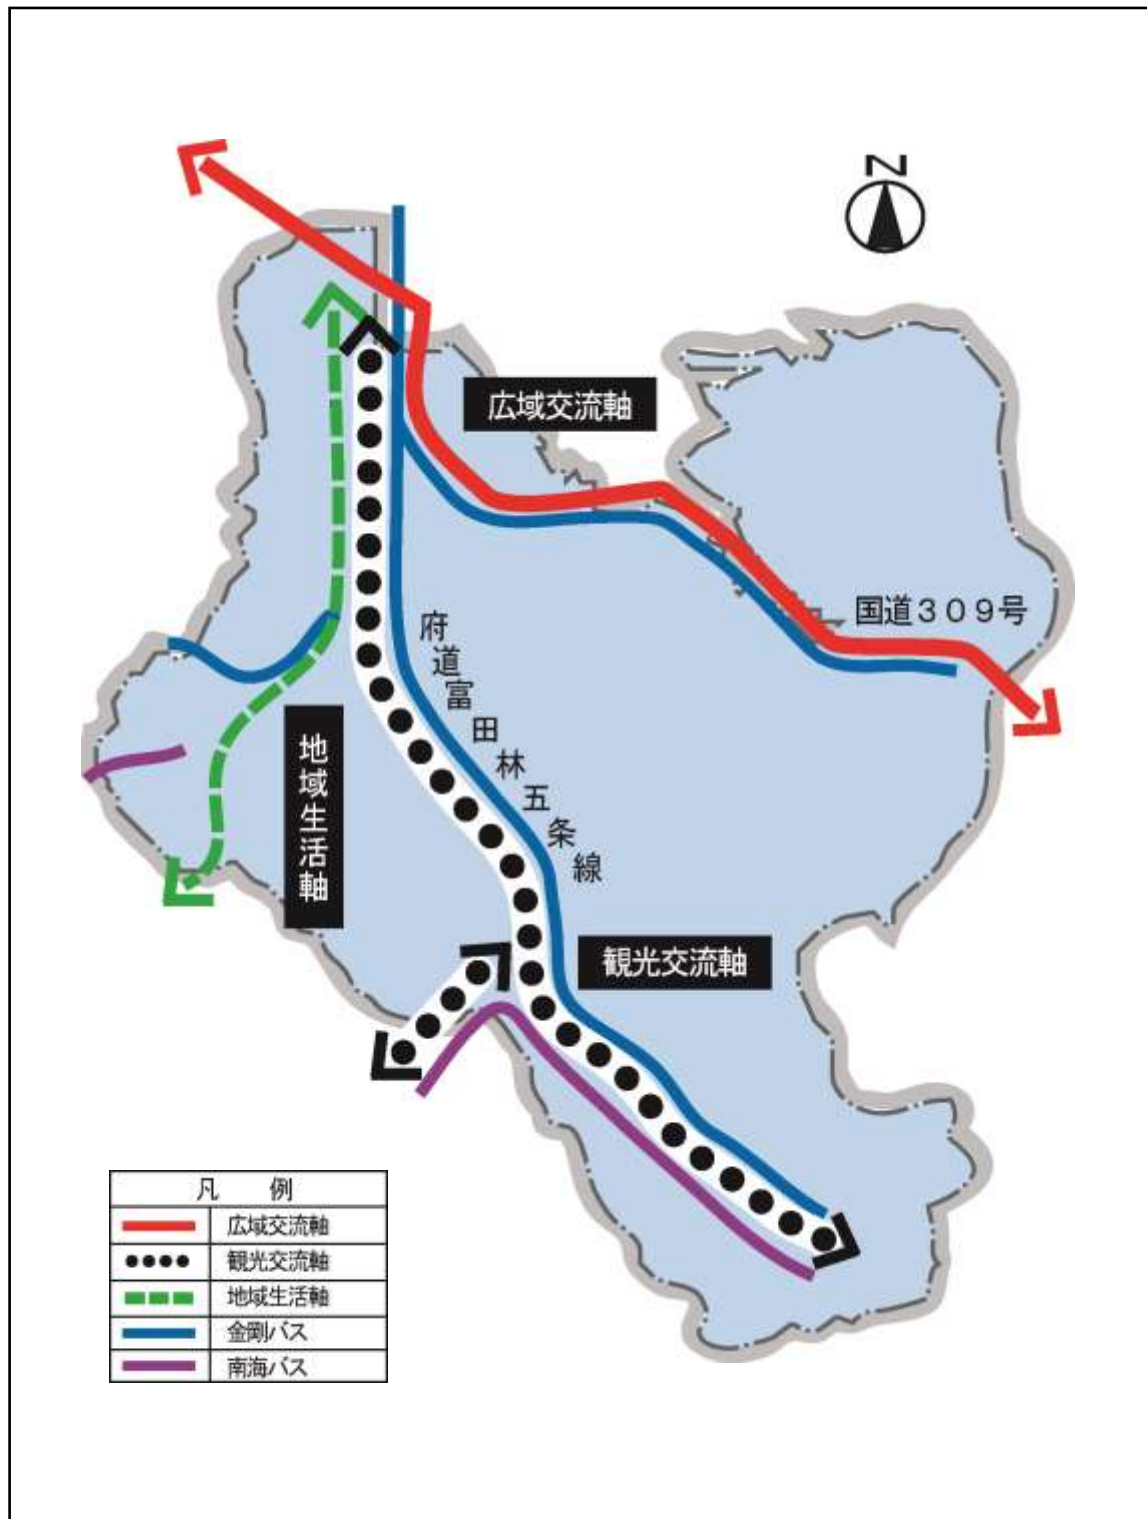 N
広域交流軸
国道309号
府道富田林五条線
地域生活軸
観光交流軸
凡 例
広域交流軸
観光交流軸
地域生活軸
金剛バス
南海バス